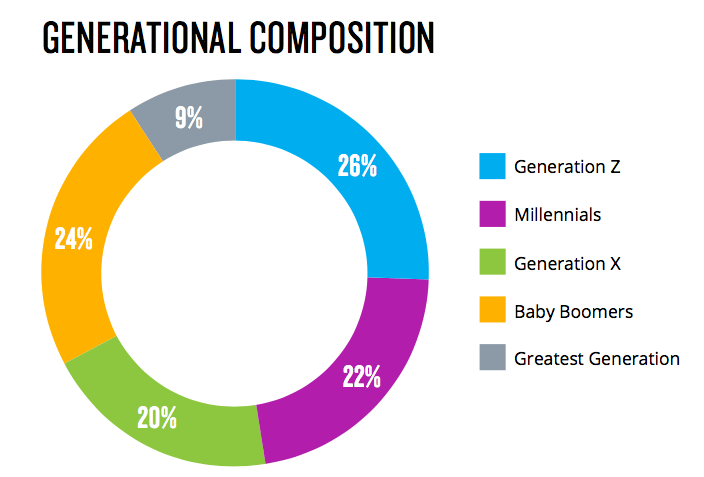 GENERATIONAL COMPOSITION
9%
26%
24%
22%
20%
Generation Z
Millennials
Generation X
Baby Boomers
Greatest Generation